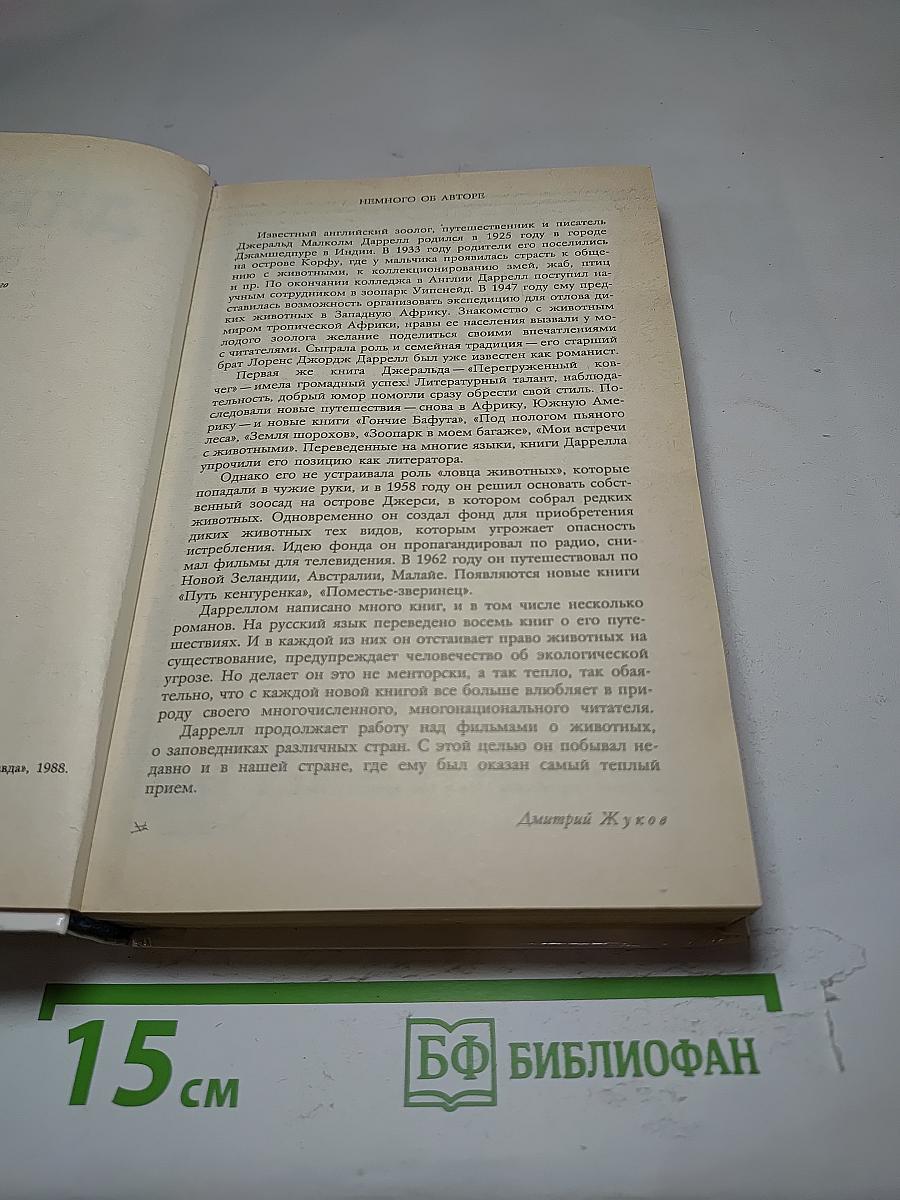 НЕМНОГО ОБ АВТОРЕ
Известный английский зоолог, путешественник и писатель
Джеральд Малколм Даррелл родился в 1925 году в городе
Джамшедпуре в Индии. В 1933 году родители его поселились
на острове Корфу, где у мальчика проявилась страсть к обще-
нию с животными, к коллекционированию змей, жаб, птиц
и пр. По окончании колледжа в Англии Даррелл поступил на-
учным сотрудником в зоопарк Уипснейд. В 1947 году ему пред-
ставилась возможность организовать экспедицию для отлова ди-
ких животных в Западную Африку. Знакомство с животным
миром тропической Африки, нравы ее населения вызвали у мо-
лодого зоолога желание поделиться своими впечатлениями
с читателями. Сыграла роль и семейная традиция — его старший
брат Лоренс Джордж Даррелл был уже известен как романист.
Первая же книга Джеральда — «Перегруженный ков-
чег» — имела громадный успех. Литературный талант, наблюда-
тельность, добрый юмор помогли сразу обрести свой стиль. По-
следовали новые путешествия — снова в Африку, Южную Аме-
рику — и новые книги «Гончие Бафута», «Под пологом пьяного
леса», «Земля шорохов», «Зоопарк в моем багаже», «Мои встречи
с животными». Переведенные на многие языки, книги Даррелла
упрочили его позицию как литератора.
Однако его не устраивала роль «ловца животных», которые
попадали в чужие руки, и в 1958 году он решил основать собст-
венный зоосад на острове Джерси, в котором собрал редких
животных. Одновременно он создал фонд для приобретения
диких животных тех видов, которым угрожает опасность
истребления. Идею фонда он пропагандировал по радио, сни-
мал фильмы для телевидения. В 1962 году он путешествовал по
Новой Зеландии, Австралии, Малайе. Появляются новые книги
«Путь кенгуренка», «Поместье-зверинец».
Дарреллом написано много книг, и в том числе несколько
романов. На русский язык переведено восемь книг о его путе-
шествиях. И в каждой из них он отстаивает право животных на
существование, предупреждает человечество об экологической
угрозе. Но делает он это не менторски, а так тепло, так обая-
тельно, что с каждой новой книгой все больше влюбляет в при-
роду своего многочисленного, многонационального читателя.
Даррелл продолжает работу над фильмами о животных,
о заповедниках различных стран. С этой целью он побывал не-
давно и в нашей стране, где ему был оказан самый теплый
прием.
Дмитрий Жуков
вда», 1988.
15 см
БФ БИБЛИОФАН